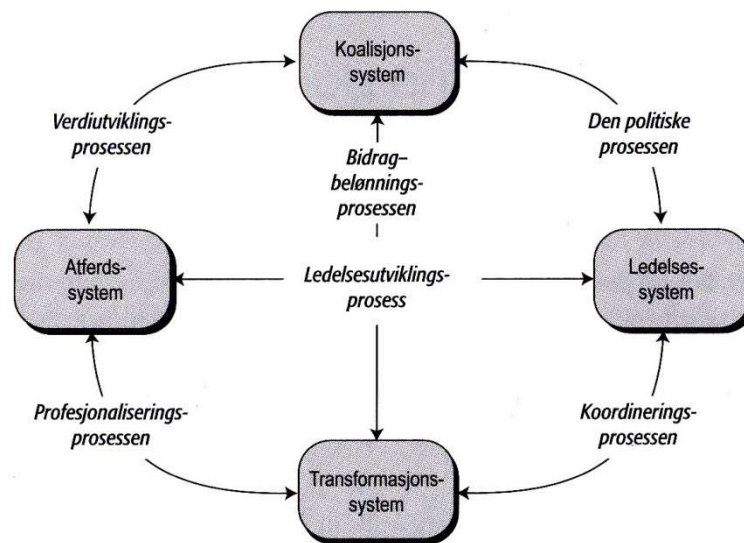 Koalisjons-
system
Verdiutviklings-
prosessen
Den politiske
prosessen
Bidrag–
belønnings-
prosessen
Atferds-
system
Ledelsesutviklings-
prosess
Ledelses-
system
Profesjonaliserings-
prosessen
Koordinerings-
prosessen
Transformasjons-
system